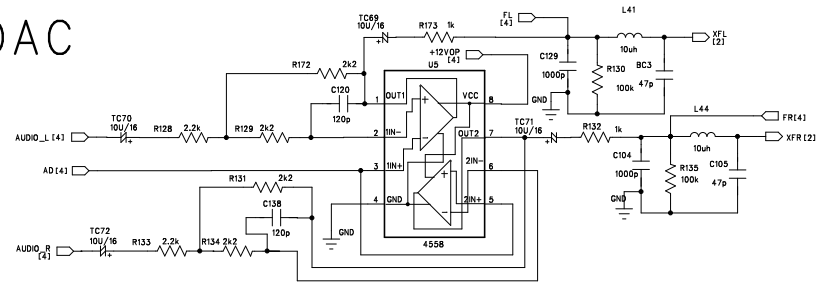 DAC
TC69
10U/16
R173 1k
FL
[4]
L41
10uh
XFL
[2]
+12VOP
[4]
C129
1000p
R130
100k
BC3
47p
GND
R172 2k2
C120
120p
U5
1 OUT1 VCC 8
2 1IN- OUT2 7
3 1IN+ 2IN- 6
4 GND 2IN+ 5
4558
+
-
+
-
TC70
10U/16
AUDIO_L[4]
R128 2.2k
R129 2k2
AD[4]
GND
TC71
10U/16
R132 1k
L44
10uh
FR[4]
XFR[2]
C104
1000p
R135
100k
C105
47p
GND
R131 2k2
C138
120p
TC72
10U/16
AUDIO_R
[4]
R133 2.2k
R134 2k2